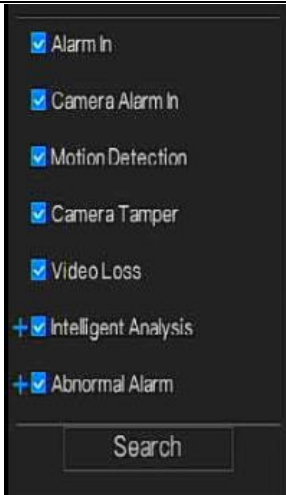 Alarm In
Camera Alarm In
Motion Detection
Camera Tamper
Video Loss
Intelligent Analysis
Abnormal Alarm
Search